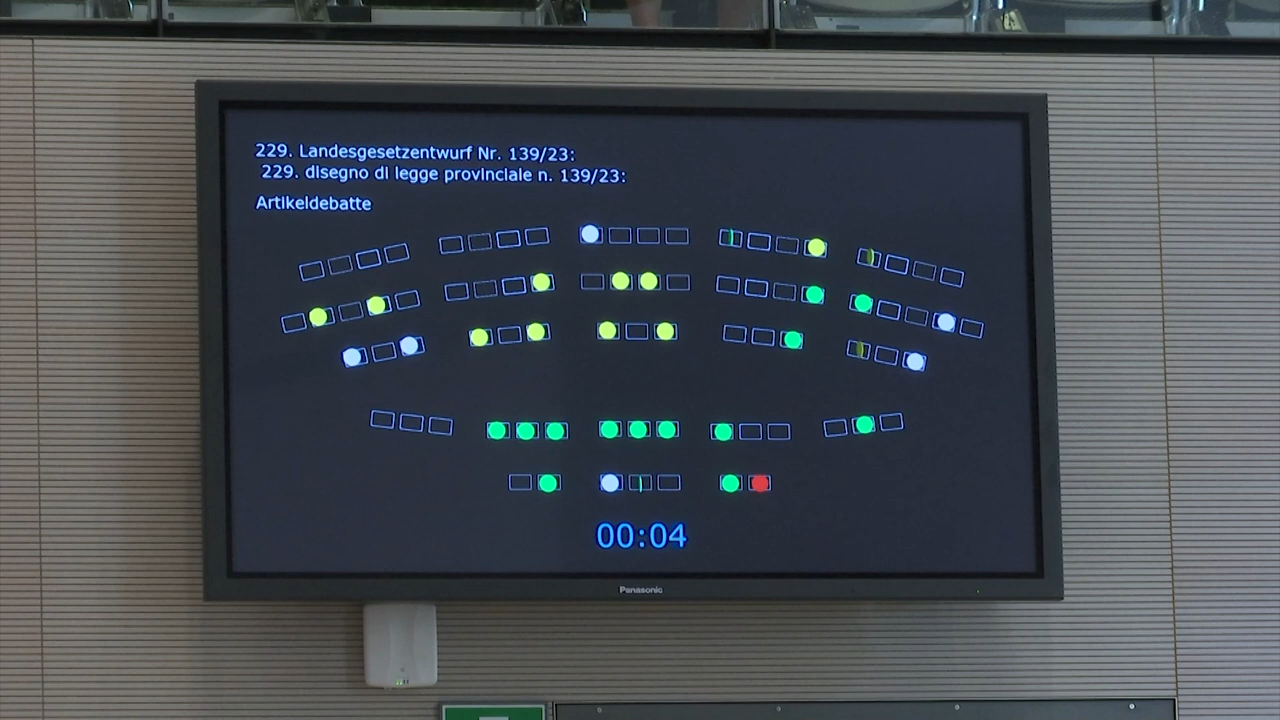 229. Landesgesetzentwurf Nr. 139/23:
229. disegno di legge provinciale n. 139/23:
Artikeldebatte
00:04
Panasonic